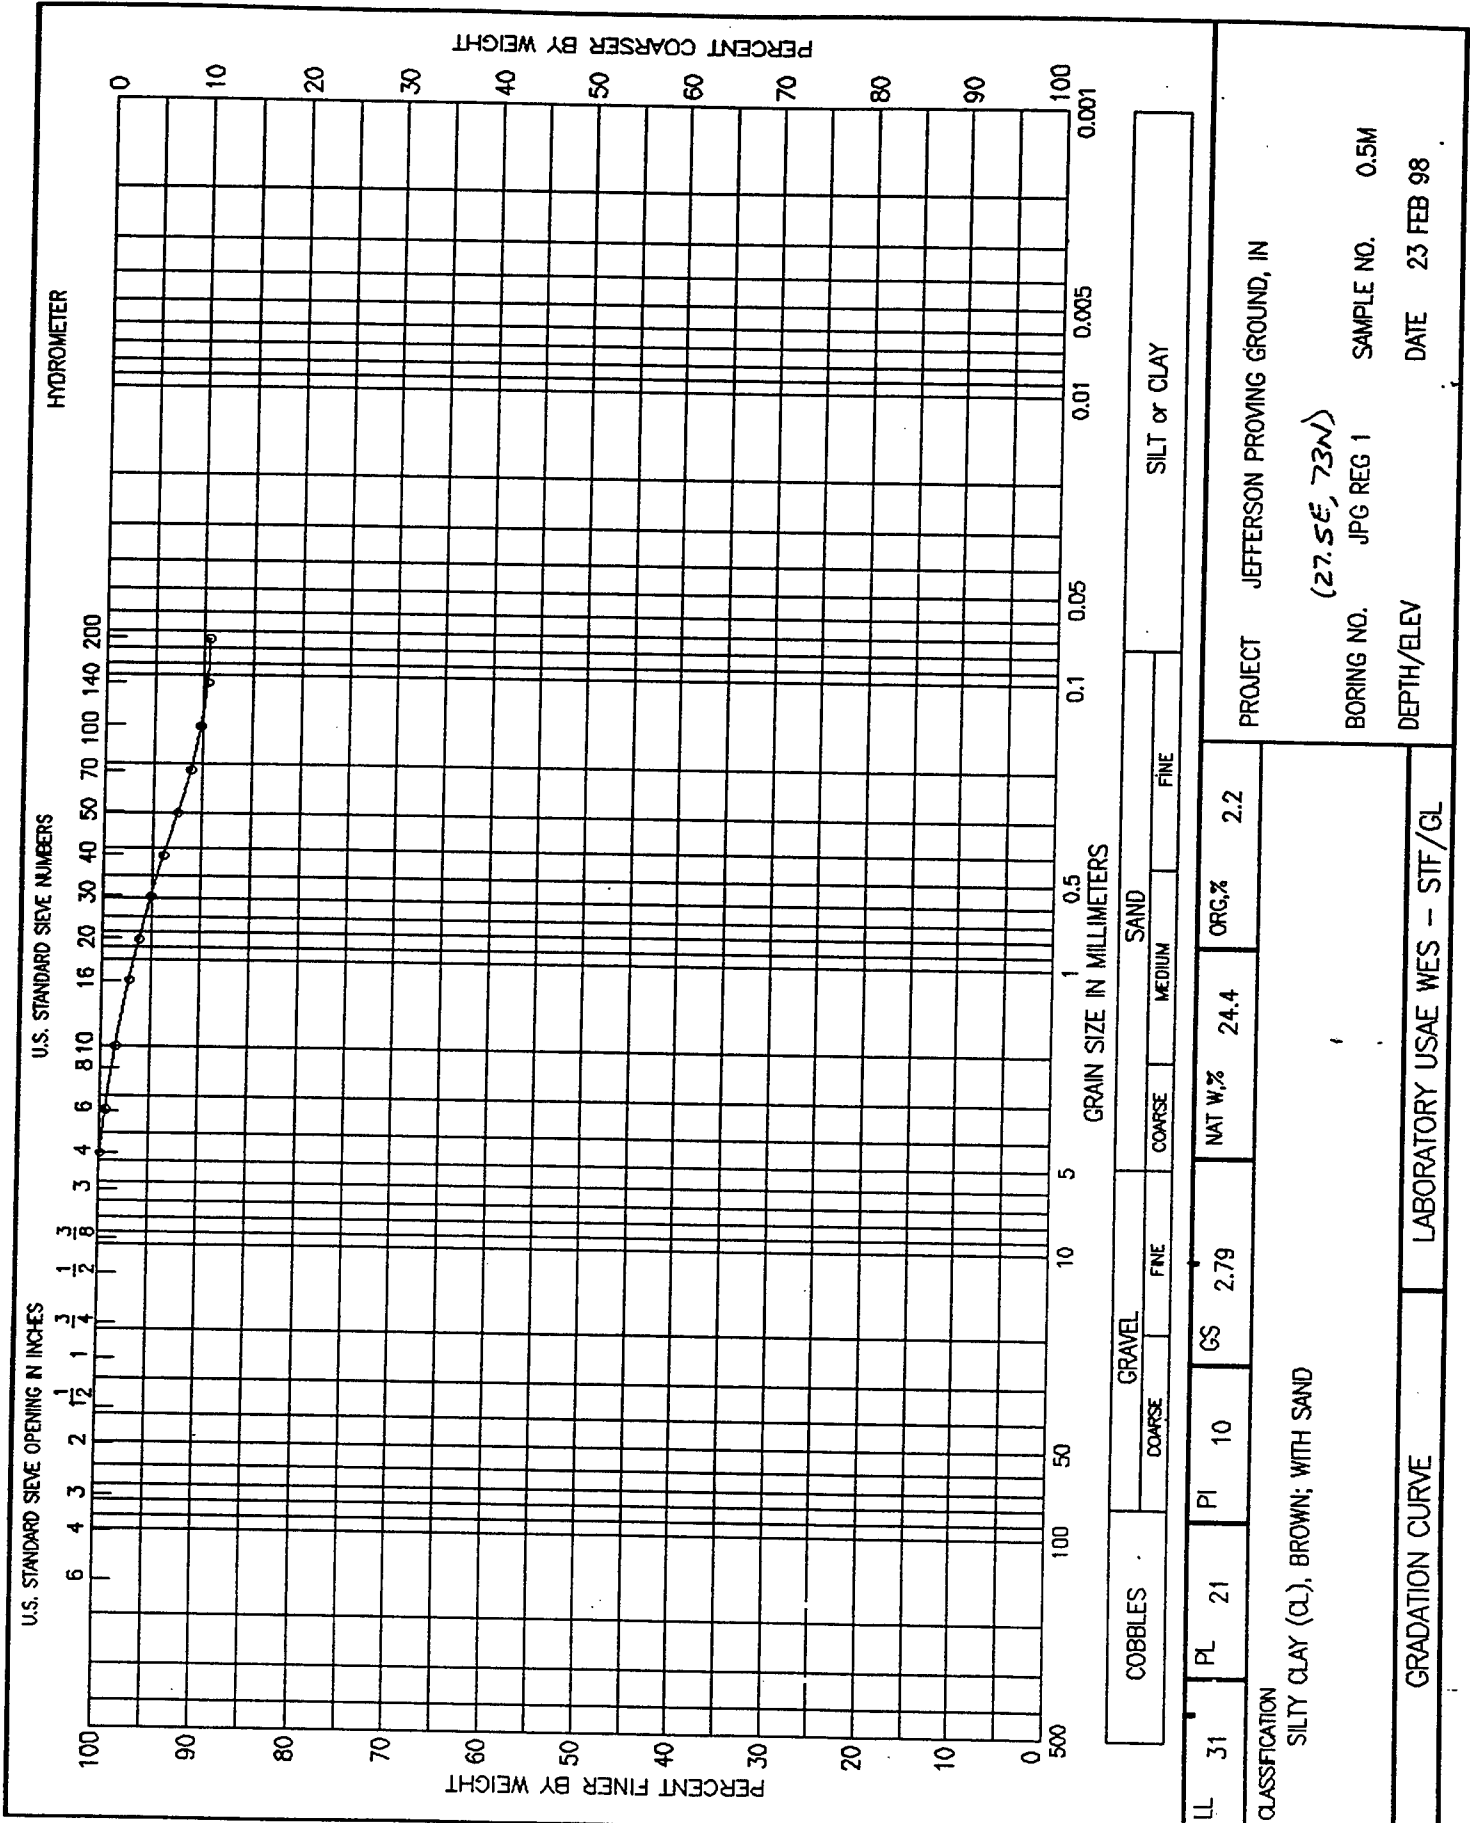 U.S. STANDARD SIEVE OPENING IN INCHES U.S. STANDARD SIEVE NUMBERS HYDROMETER
6 4 3 2 1 1/2 1 3/4 1/2 3/8 3 4 6 8 10 16 20 30 40 50 70 100 140 200
PERCENT FINER BY WEIGHT
100
90
80
70
60
50
40
30
20
10
0
PERCENT COARSER BY WEIGHT
0
10
20
30
40
50
60
70
80
90
100
500 100 50 10 5 1 0.5 0.1 0.05 0.01 0.005 0.001
GRAIN SIZE IN MILLIMETERS
COBBLES GRAVEL SAND SILT or CLAY
COARSE FINE COARSE MEDIUM FINE
LL 31 PL 21 PI 10 GS 2.79 NAT W,% 24.4 ORG,% 2.2
CLASSIFICATION
SILTY CLAY (CL), BROWN; WITH SAND
PROJECT JEFFERSON PROVING GROUND, IN
(27.5E, 73N)
BORING NO. JPG REG 1 SAMPLE NO. 0.5M
DEPTH/ELEV DATE 23 FEB 98
GRADATION CURVE LABORATORY USAE WES - STF/GL